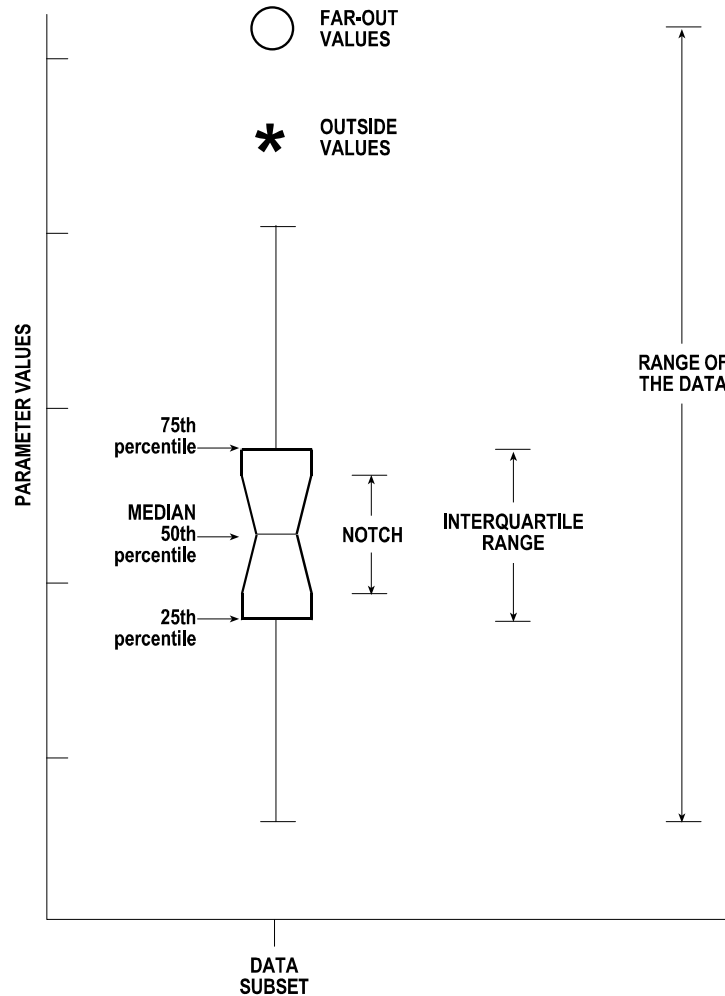 FAR-OUT
VALUES
OUTSIDE
VALUES
PARAMETER VALUES
RANGE OF
THE DATA
75th
percentile
MEDIAN
50th
percentile
NOTCH
INTERQUARTILE
RANGE
25th
percentile
DATA
SUBSET